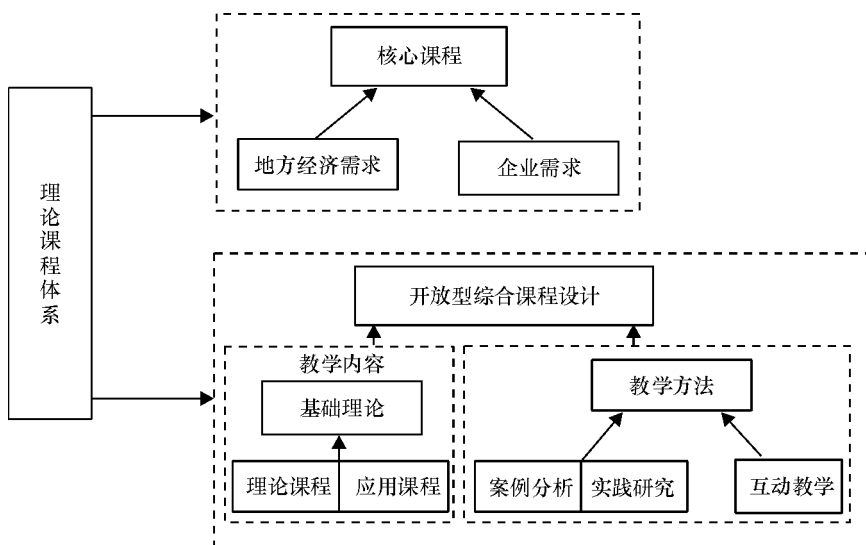 理论课程体系
核心课程
地方经济需求
企业需求
开放型综合课程设计
教学内容
基础理论
理论课程
应用课程
教学方法
案例分析
实践研究
互动教学